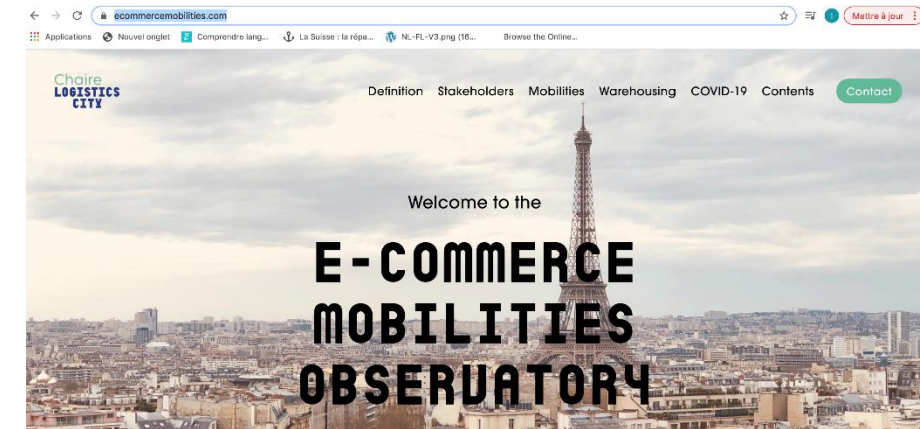 ecommercemobilities.com
Mettre à jour
Applications
Nouvel onglet
Comprendre lang...
La Suisse : la répa...
NL-FL-V3.png (16...
Browse the Online...
Chaire
LOGISTICS
CITY
Definition
Stakeholders
Mobilities
Warehousing
COVID-19
Contents
Contact
Welcome to the
E-COMMERCE
MOBILITIES
OBSERVATORY